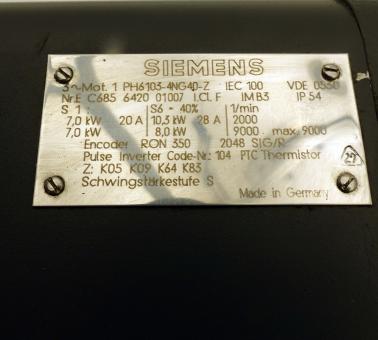 SIEMENS
3~Mot. 1 PH6103-4NG40-Z IEC 100 VDE 0530
Nr.E C685 6420 01007 I.CL F IM B3 IP 54
S 1: S6 - 40% 1/min
7,0 kW 20 A 10,3 kW 28 A 2000
7,0 kW 8,0 kW 9000 max. 9000
Encoder RON 350 2048 SIG/R
Pulse Inverter Code-Nr.: 104 PTC Thermistor
Z: K05 K09 K64 K83
Schwingstärkestufe S
Made in Germany